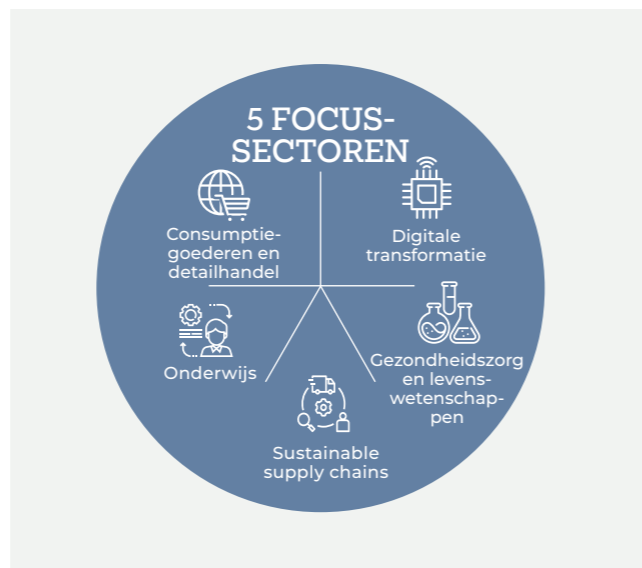 5 FOCUS-
SECTOREN
Consumptie-
goederen en
detailhandel
Digitale
transformatie
Onderwijs
Gezondheidszorg
en levens-
wetenschap-
pen
Sustainable
supply chains